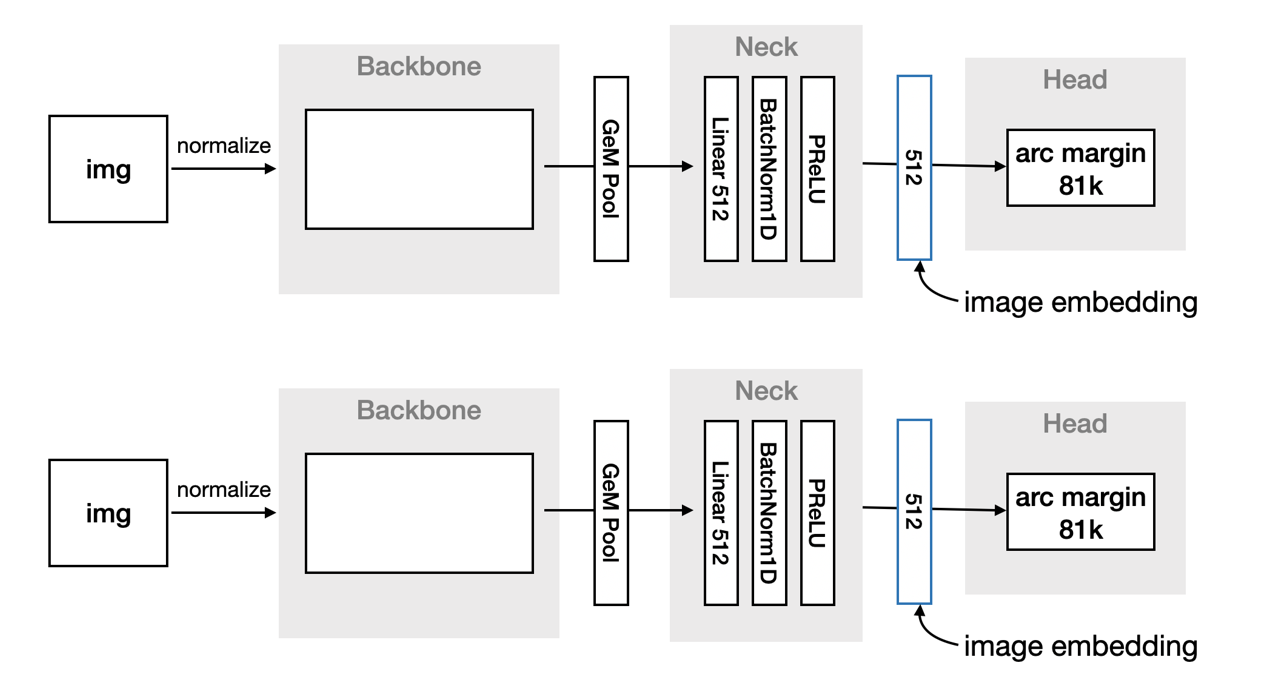 Backbone
Neck
Head
img
normalize
GeM Pool
Linear 512
BatchNorm1D
PReLU
512
arc margin
81k
image embedding
Backbone
Neck
Head
img
normalize
GeM Pool
Linear 512
BatchNorm1D
PReLU
512
arc margin
81k
image embedding